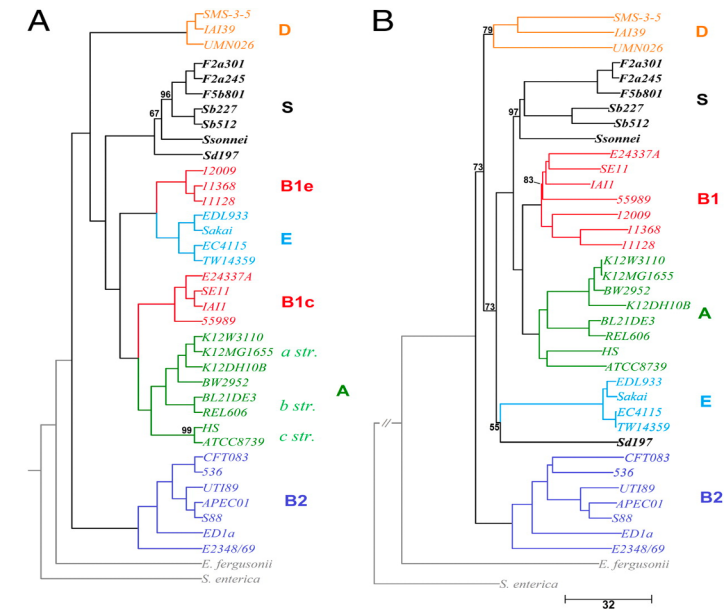 A
SMS-3-5
IAI39
UMN026
D
F2a301
F2a245
F5b801
Sb227
Sb512
Ssonnei
Sd197
S
96
67
12009
11368
11128
B1e
EDL933
Sakai
EC4115
TW14359
E
E24337A
SE11
IAI1
55989
B1c
K12W3110
K12MG1655
K12DH10B
BW2952
a str.
BL21DE3
REL606
b str.
HS
ATCC8739
c str.
99
A
CFT083
536
UTI89
APEC01
S88
ED1a
E2348/69
B2
E. fergusonii
S. enterica
B
SMS-3-5
IAI39
UMN026
D
79
F2a301
F2a245
F5b801
Sb227
Sb512
Ssonnei
S
97
73
E24337A
SE11
IAI1
55989
12009
11368
11128
B1
83
K12W3110
K12MG1655
BW2952
K12DH10B
BL21DE3
REL606
HS
ATCC8739
A
73
EDL933
Sakai
EC4115
TW14359
E
55
Sd197
CFT083
536
UTI89
APEC01
S88
ED1a
E2348/69
B2
E. fergusonii
S. enterica
32